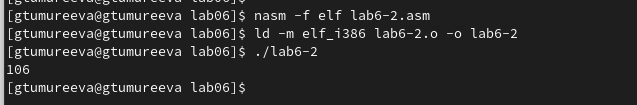 [gtumureeva@gtumureeva lab06]$ nasm -f elf lab6-2.asm
[gtumureeva@gtumureeva lab06]$ ld -m elf_i386 lab6-2.o -o lab6-2
[gtumureeva@gtumureeva lab06]$ ./lab6-2
106
[gtumureeva@gtumureeva lab06]$